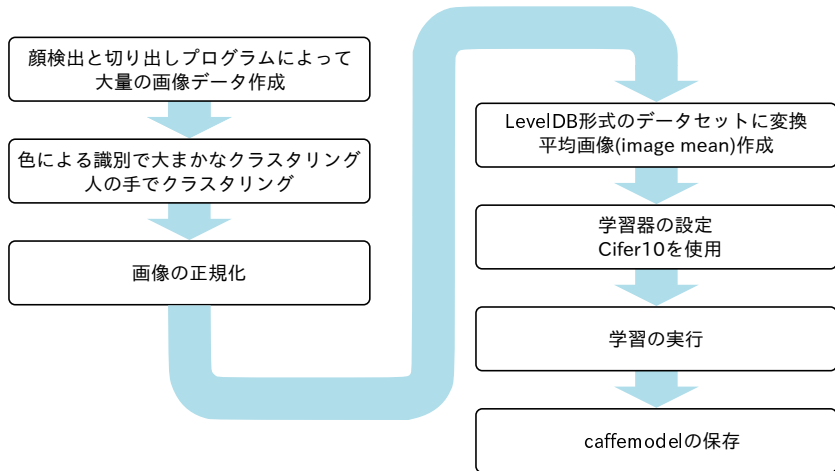 顔検出と切り出しプログラムによって
大量の画像データ作成
色による識別で大まかなクラスタリング
人の手でクラスタリング
画像の正規化
LevelDB形式のデータセットに変換
平均画像(image mean)作成
学習器の設定
Cifer10を使用
学習の実行
caffemodelの保存